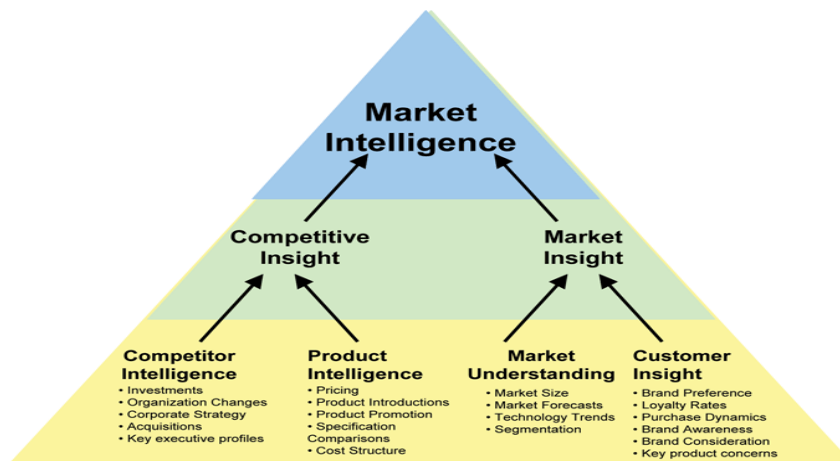 Market
Intelligence
Competitive
Insight
Market
Insight
Competitor
Intelligence
• Investments
• Organization Changes
• Corporate Strategy
• Acquisitions
• Key executive profiles
Product
Intelligence
• Pricing
• Product Introductions
• Product Promotion
• Specification
Comparisons
• Cost Structure
Market
Understanding
• Market Size
• Market Forecasts
• Technology Trends
• Segmentation
Customer
Insight
• Brand Preference
• Loyalty Rates
• Purchase Dynamics
• Brand Awareness
• Brand Consideration
• Key product concerns